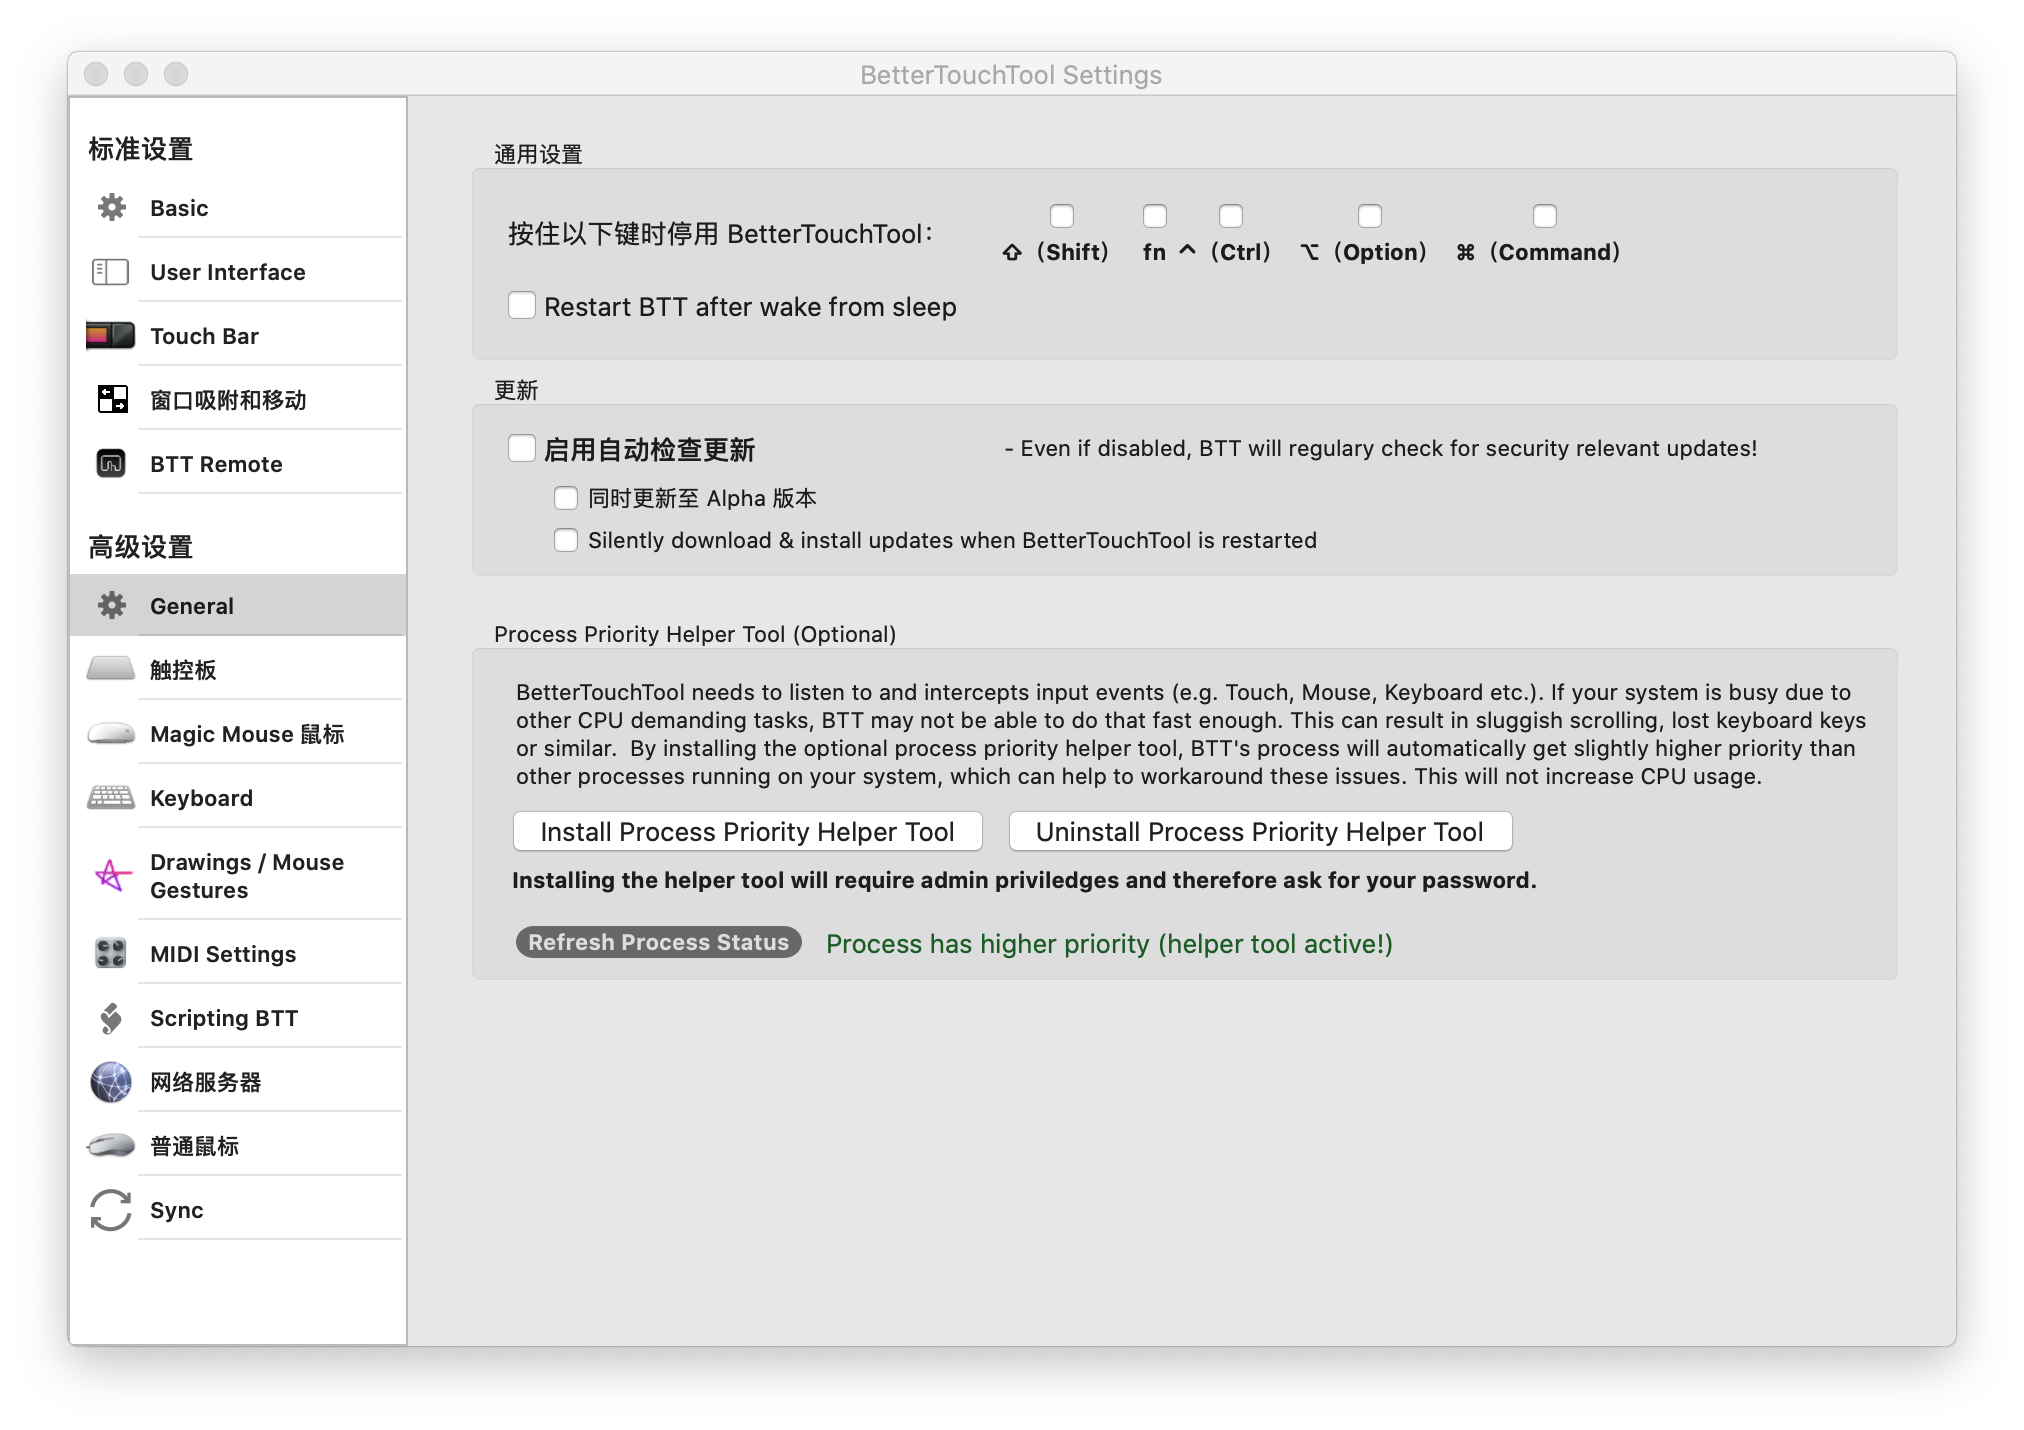 BetterTouchTool Settings
标准设置
Basic
User Interface
Touch Bar
窗口吸附和移动
BTT Remote
高级设置
General
触控板
Magic Mouse 鼠标
Keyboard
Drawings / Mouse
Gestures
MIDI Settings
Scripting BTT
网络服务器
普通鼠标
Sync
通用设置
按住以下键时停用 BetterTouchTool：
⇧（Shift） fn ^（Ctrl） ⌥（Option） ⌘（Command）
Restart BTT after wake from sleep
更新
启用自动检查更新 - Even if disabled, BTT will regulary check for security relevant updates!
同时更新至 Alpha 版本
Silently download & install updates when BetterTouchTool is restarted
Process Priority Helper Tool (Optional)
BetterTouchTool needs to listen to and intercepts input events (e.g. Touch, Mouse, Keyboard etc.). If your system is busy due to
other CPU demanding tasks, BTT may not be able to do that fast enough. This can result in sluggish scrolling, lost keyboard keys
or similar.  By installing the optional process priority helper tool, BTT's process will automatically get slightly higher priority than
other processes running on your system, which can help to workaround these issues. This will not increase CPU usage.
Install Process Priority Helper Tool Uninstall Process Priority Helper Tool
Installing the helper tool will require admin priviledges and therefore ask for your password.
Refresh Process Status Process has higher priority (helper tool active!)